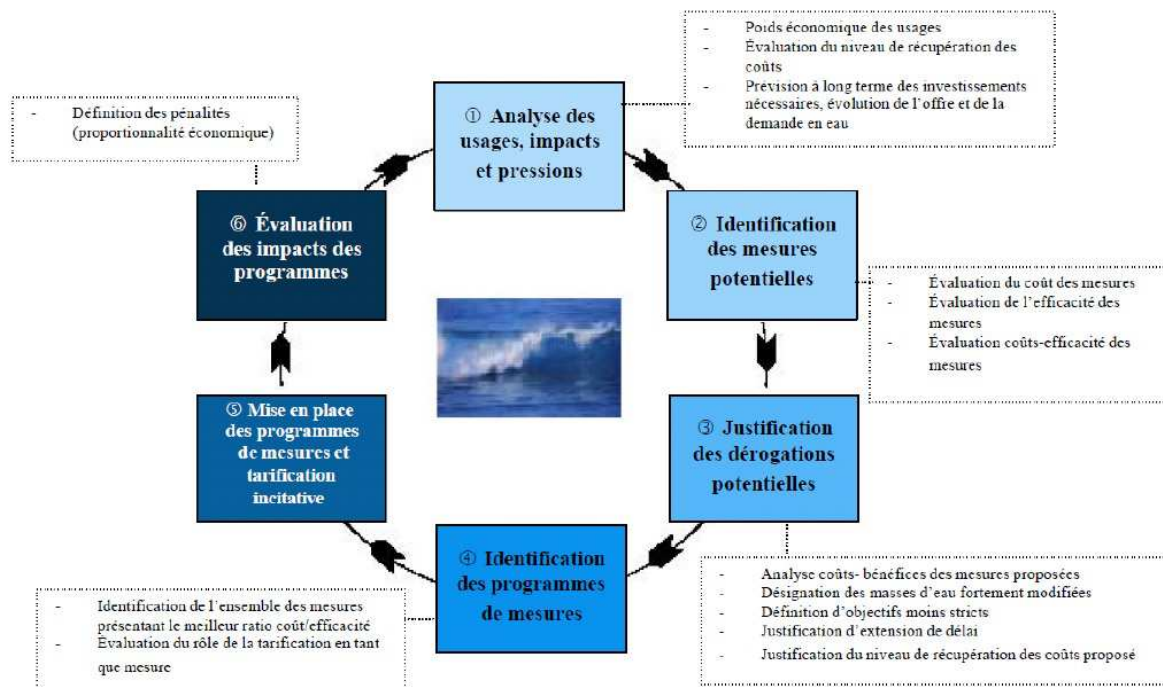 - Poids économique des usages
- Évaluation du niveau de récupération des
coûts
- Prévision à long terme des investissements
nécessaires, évolution de l'offre et de la
demande en eau
① Analyse des
usages, impacts
et pressions
② Identification
des mesures
potentielles
- Évaluation du coût des mesures
- Évaluation de l'efficacité des
mesures
- Évaluation coûts-efficacité des
mesures
③ Justification
des dérogations
potentielles
- Analyse coûts- bénéfices des mesures proposées
- Désignation des masses d'eau fortement modifiées
- Définition d'objectifs moins stricts
- Justification d'extension de délai
- Justification du niveau de récupération des coûts proposé
④ Identification
des programmes
de mesures
- Identification de l'ensemble des mesures
présentant le meilleur ratio coût/efficacité
- Évaluation du rôle de la tarification en tant
que mesure
⑤ Mise en place
des programmes
de mesures et
tarification
incitative
⑥ Évaluation
des impacts des
programmes
- Définition des pénalités
(proportionnalité économique)